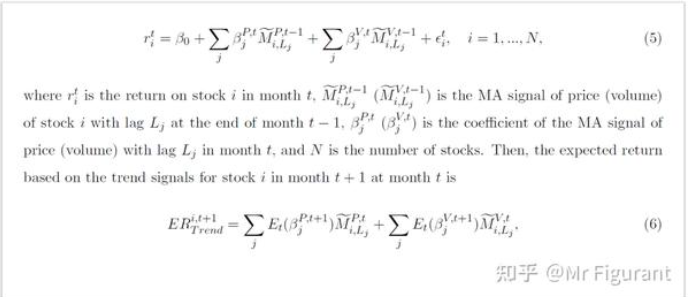 r_i^t = β_0 + ∑_j β_j^{P,t} M̃_{i,L_j}^{P,t−1} + ∑_j β_j^{V,t} M̃_{i,L_j}^{V,t−1} + ϵ_i^t, i = 1, ..., N, (5)
where r_i^t is the return on stock i in month t, M̃_{i,L_j}^{P,t−1} (M̃_{i,L_j}^{V,t−1}) is the MA signal of price (volume)
of stock i with lag L_j at the end of month t − 1, β_j^{P,t} (β_j^{V,t}) is the coefficient of the MA signal of
price (volume) with lag L_j in month t, and N is the number of stocks. Then, the expected return
based on the trend signals for stock i in month t + 1 at month t is
ER_{Trend}^{i,t+1} = ∑_j E_t(β_j^{P,t+1}) M̃_{i,L_j}^{P,t} + ∑_j E_t(β_j^{V,t+1}) M̃_{i,L_j}^{V,t}. (6)
知乎 @Mr Figurant